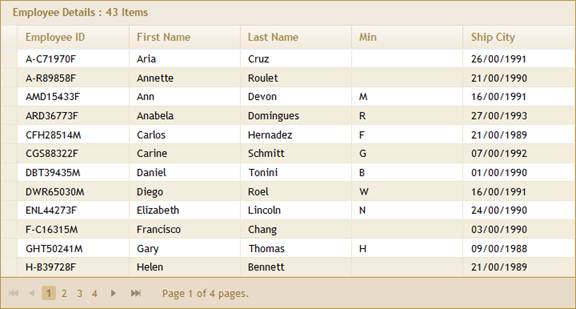 Employee Details : 43 Items
Employee ID First Name Last Name Min Ship City
A-C71970F Aria Cruz 26/00/1991
A-R89858F Annette Roulet 21/00/1990
AMD15433F Ann Devon M 16/00/1991
ARD36773F Anabela Domingues R 27/00/1993
CFH28514M Carlos Hernadez F 21/00/1989
CGS88322F Carine Schmitt G 07/00/1992
DBT39435M Daniel Tonini B 01/00/1990
DWR65030M Diego Roel W 16/00/1991
ENL44273F Elizabeth Lincoln N 24/00/1990
F-C16315M Francisco Chang 03/00/1990
GHT50241M Gary Thomas H 09/00/1988
H-B39728F Helen Bennett 21/00/1989
1 2 3 4 Page 1 of 4 pages.